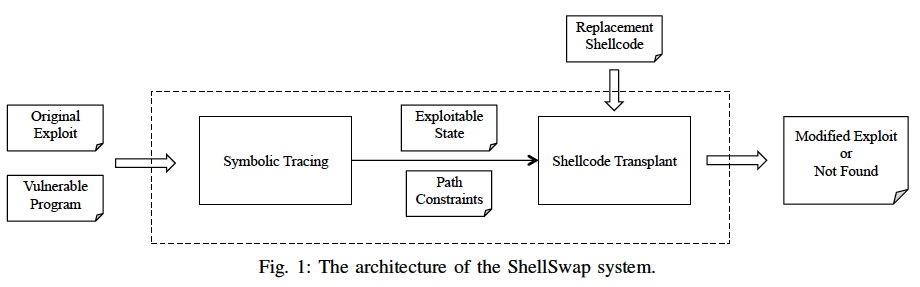 Replacement
Shellcode
Original
Exploit
Vulnerable
Program
Symbolic Tracing
Exploitable
State
Path
Constraints
Shellcode Transplant
Modified Exploit
or
Not Found
Fig. 1: The architecture of the ShellSwap system.